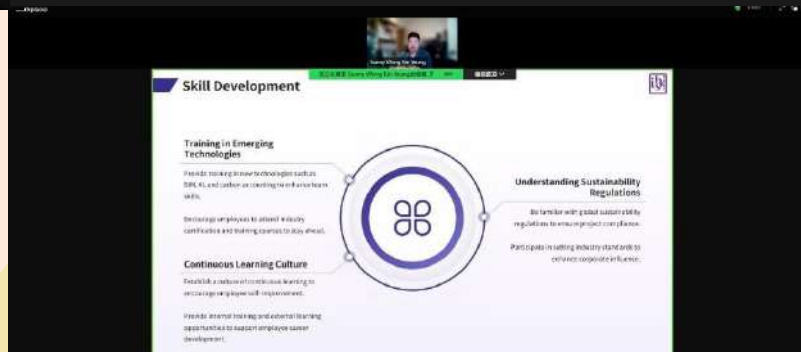 Sunny Wong Yin Wong
Skill Development
Training in Emerging
Technologies
Provide training in new technologies such as
BIM, AI, and carbon accounting to enhance team
skills.
Encourage employees to attend industry
certification and training courses to stay ahead.
Continuous Learning Culture
Establish a culture of continuous learning to
encourage employee self-improvement.
Provide internal training and external learning
opportunities to support employee career
development.
Understanding Sustainability
Regulations
Be familiar with global sustainability
regulations to ensure project compliance.
Participate in setting industry standards to
enhance corporate influence.